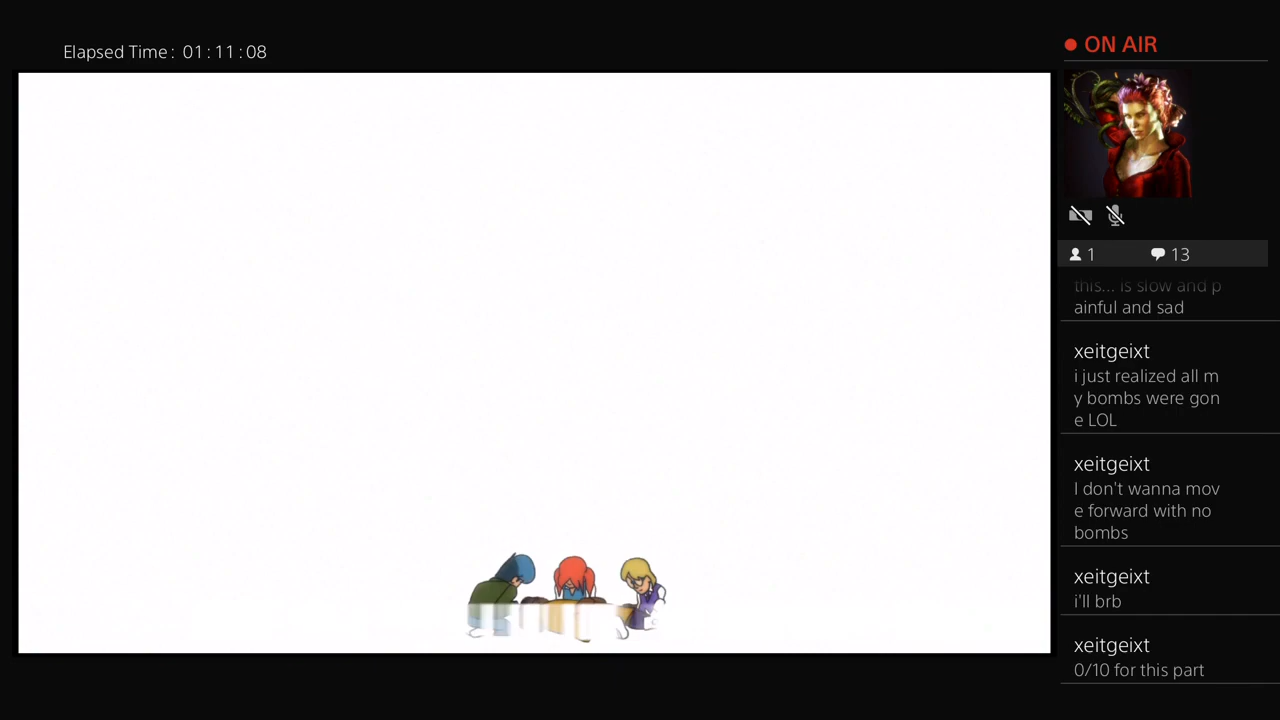 Elapsed Time: 01:11:08
ON AIR
1 13
this... is slow and p
ainful and sad
xeitgeixt
i just realized all m
y bombs were gon
e LOL
xeitgeixt
I don't wanna mov
e forward with no
bombs
xeitgeixt
i'll brb
xeitgeixt
0/10 for this part